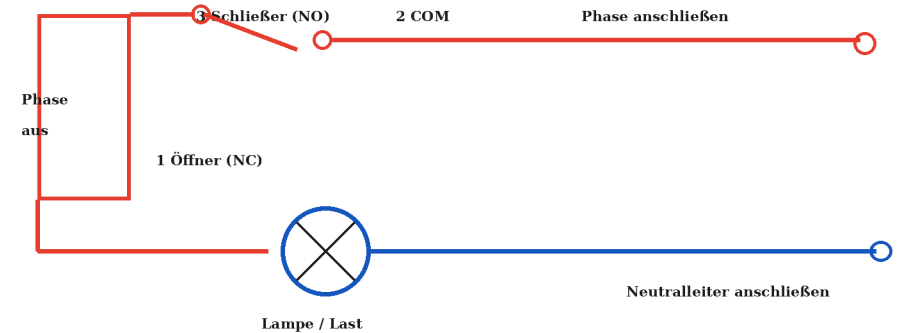 3 Schließer (NO)
2 COM
Phase anschließen
Phase
aus
1 Öffner (NC)
Neutralleiter anschließen
Lampe / Last